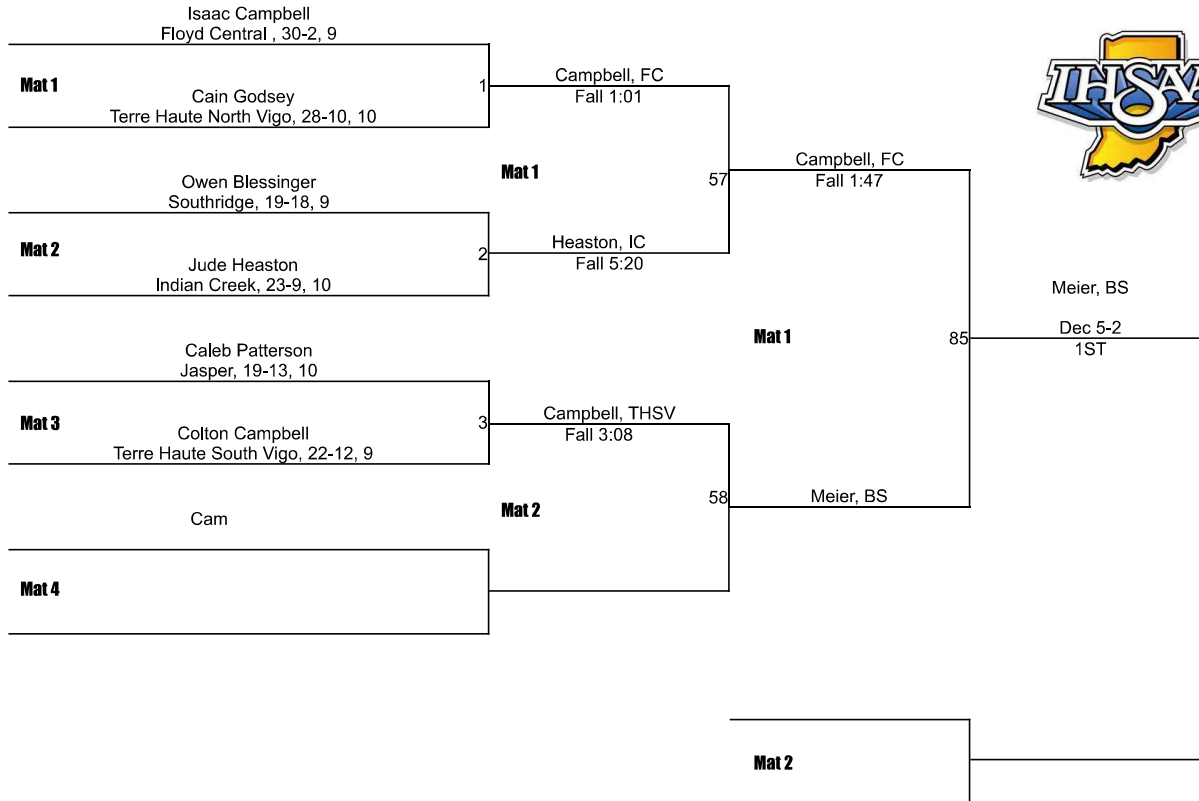 Isaac Campbell
Floyd Central , 30-2, 9
Mat 1
1
Cain Godsey
Terre Haute North Vigo, 28-10, 10
Campbell, FC
Fall 1:01
Mat 1
57
Owen Blessinger
Southridge, 19-18, 9
Mat 2
2
Jude Heaston
Indian Creek, 23-9, 10
Heaston, IC
Fall 5:20
Campbell, FC
Fall 1:47
IHSAA
Mat 1
85
Meier, BS
Dec 5-2
1ST
Caleb Patterson
Jasper, 19-13, 10
Mat 3
3
Colton Campbell
Terre Haute South Vigo, 22-12, 9
Campbell, THSV
Fall 3:08
Mat 2
58
Meier, BS
Cam
Mat 4
Mat 2